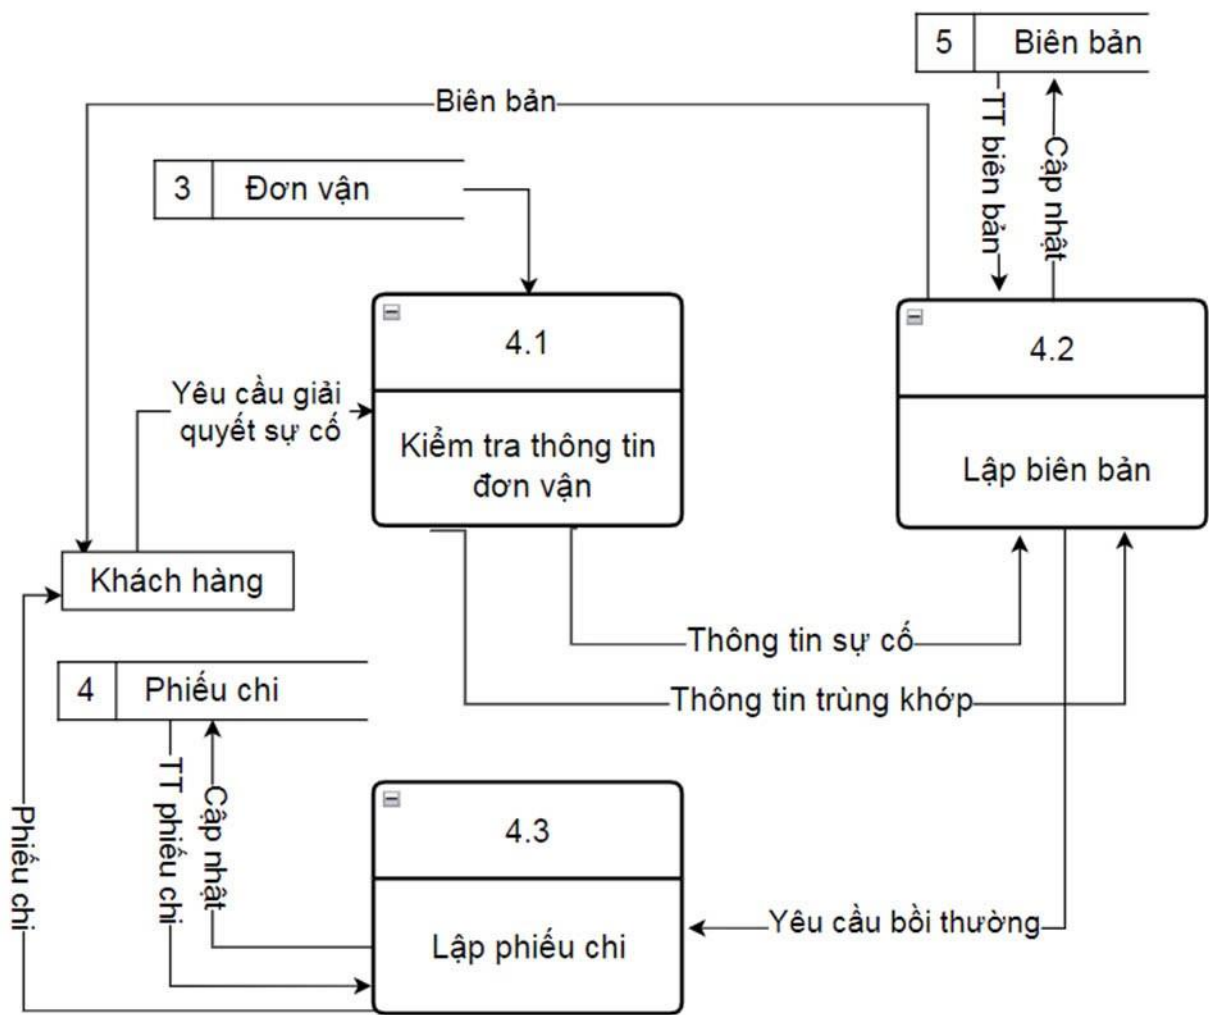 5 Biên bản
Biên bản
TT biên bản
Cập nhật
3 Đơn vận
4.1
Kiểm tra thông tin
đơn vận
4.2
Lập biên bản
Yêu cầu giải
quyết sự cố
Khách hàng
Thông tin sự cố
Thông tin trùng khớp
4 Phiếu chi
TT phiếu chi
Cập nhật
Phiếu chi
4.3
Lập phiếu chi
Yêu cầu bồi thường